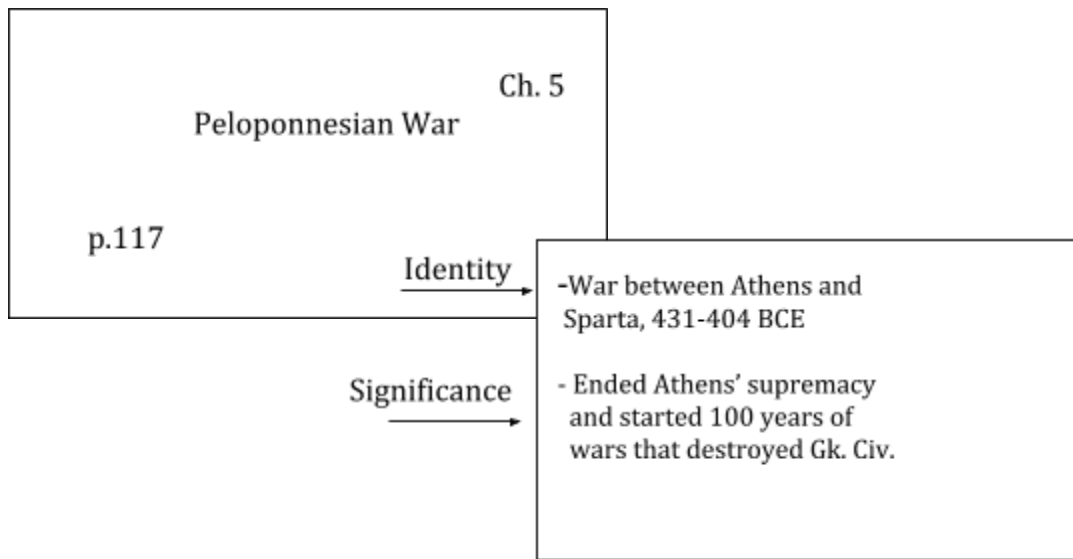 Ch. 5
Peloponnesian War
p.117
Identity
-War between Athens and
Sparta, 431-404 BCE
Significance
- Ended Athens’ supremacy
and started 100 years of
wars that destroyed Gk. Civ.